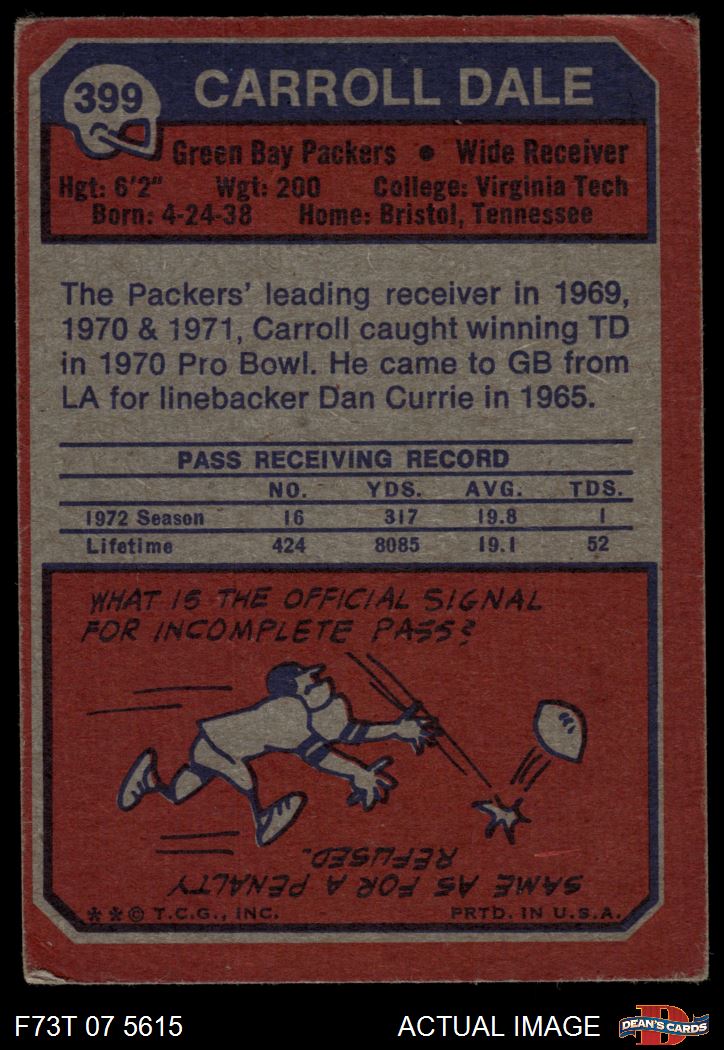 399
CARROLL DALE
Green Bay Packers • Wide Receiver
Hgt: 6'2" Wgt: 200 College: Virginia Tech
Born: 4-24-38 Home: Bristol, Tennessee
The Packers' leading receiver in 1969,
1970 & 1971, Carroll caught winning TD
in 1970 Pro Bowl. He came to GB from
LA for linebacker Dan Currie in 1965.
PASS RECEIVING RECORD
NO. YDS. AVG. TDS.
1972 Season 16 317 19.8 1
Lifetime 424 8085 19.1 52
WHAT IS THE OFFICIAL SIGNAL
FOR INCOMPLETE PASS?
SAME AS FOR A PENALTY
REFUSED.
**© T.C.G., INC. PRTD. IN U.S.A.
F73T 07 5615 ACTUAL IMAGE DEAN'S CARDS